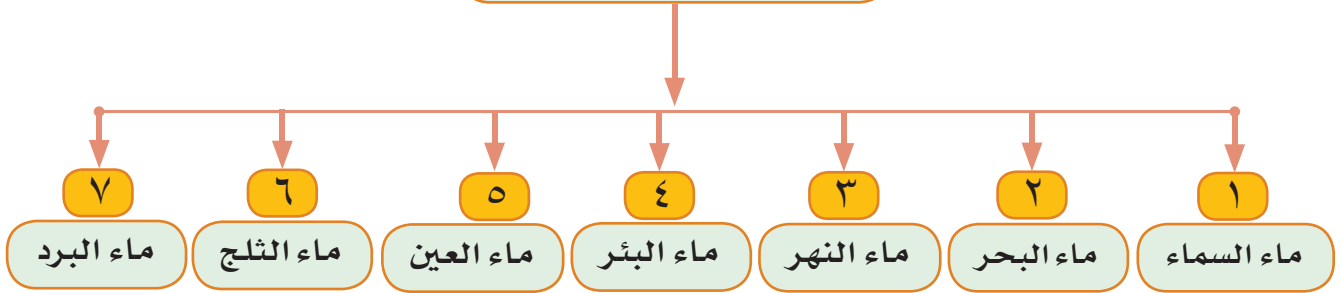 ١
ماء السماء
٢
ماء البحر
٣
ماء النهر
٤
ماء البئر
٥
ماء العين
٦
ماء الثلج
٧
ماء البرد